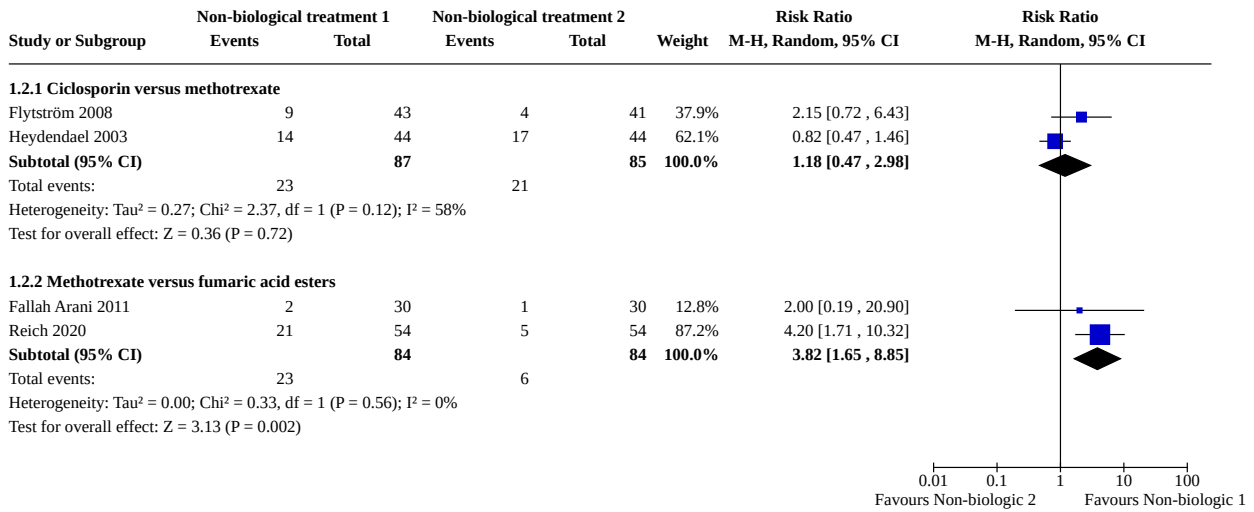 Non-biological treatment 1 Non-biological treatment 2 Risk Ratio Risk Ratio
Study or Subgroup Events Total Events Total Weight M-H, Random, 95% CI M-H, Random, 95% CI
1.2.1 Ciclosporin versus methotrexate
Flytström 2008 9 43 4 41 37.9% 2.15 [0.72 , 6.43]
Heydendael 2003 14 44 17 44 62.1% 0.82 [0.47 , 1.46]
Subtotal (95% CI) 87 85 100.0% 1.18 [0.47 , 2.98]
Total events: 23 21
Heterogeneity: Tau² = 0.27; Chi² = 2.37, df = 1 (P = 0.12); I² = 58%
Test for overall effect: Z = 0.36 (P = 0.72)
1.2.2 Methotrexate versus fumaric acid esters
Fallah Arani 2011 2 30 1 30 12.8% 2.00 [0.19 , 20.90]
Reich 2020 21 54 5 54 87.2% 4.20 [1.71 , 10.32]
Subtotal (95% CI) 84 84 100.0% 3.82 [1.65 , 8.85]
Total events: 23 6
Heterogeneity: Tau² = 0.00; Chi² = 0.33, df = 1 (P = 0.56); I² = 0%
Test for overall effect: Z = 3.13 (P = 0.002)
0.01 0.1 1 10 100
Favours Non-biologic 2 Favours Non-biologic 1